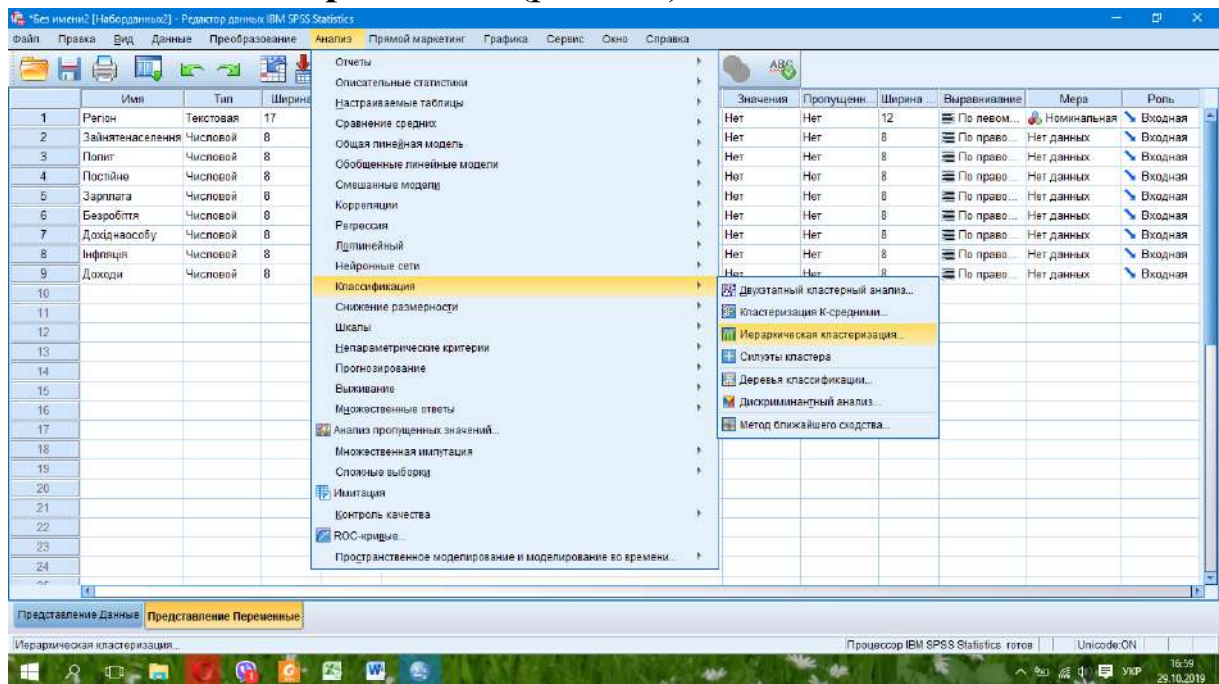 *Без имени2 [Наборданных2] - Редактор данных IBM SPSS Statistics
Файл Правка Вид Данные Преобразование Анализ Прямой маркетинг Графика Сервис Окно Справка
Имя Тип Ширина Значения Пропущенн... Ширина ... Выравнивание Мера Роль
1 Регіон Текстовая 17 Нет Нет 12 По левом... Номинальная Входная
2 Зайнятенаселення Числовой 8 Нет Нет 8 По право... Нет данных Входная
3 Попит Числовой 8 Нет Нет 8 По право... Нет данных Входная
4 Постійне Числовой 8 Нет Нет 8 По право... Нет данных Входная
5 Зарплата Числовой 8 Нет Нет 8 По право... Нет данных Входная
6 Безробіття Числовой 8 Нет Нет 8 По право... Нет данных Входная
7 Дохіднаособу Числовой 8 Нет Нет 8 По право... Нет данных Входная
8 Інфляція Числовой 8 Нет Нет 8 По право... Нет данных Входная
9 Доходи Числовой 8 Нет Нет 8 По право... Нет данных Входная
10
11
12
13
14
15
16
17
18
19
20
21
22
23
24
Отчеты
Описательные статистики
Настраиваемые таблицы
Сравнение средних
Общая линейная модель
Обобщенные линейные модели
Смешанные модели
Корреляции
Регрессия
Логлинейный
Нейронные сети
Классификация
Снижение размерности
Шкалы
Непараметрические критерии
Прогнозирование
Выживание
Множественные ответы
Анализ пропущенных значений...
Множественная импутация
Сложные выборки
Имитация
Контроль качества
ROC-кривые...
Пространственное моделирование и моделирование во времени...
Двухэтапный кластерный анализ...
Кластеризация К-средними...
Иерархическая кластеризация...
Силуэты кластера
Деревья классификации...
Дискриминантный анализ...
Метод ближайшего сходства...
Представление Данные Представление Переменные
Иерархическая кластеризация... Процессор IBM SPSS Statistics готов Unicode:ON
УКР 16:59
29.10.2019